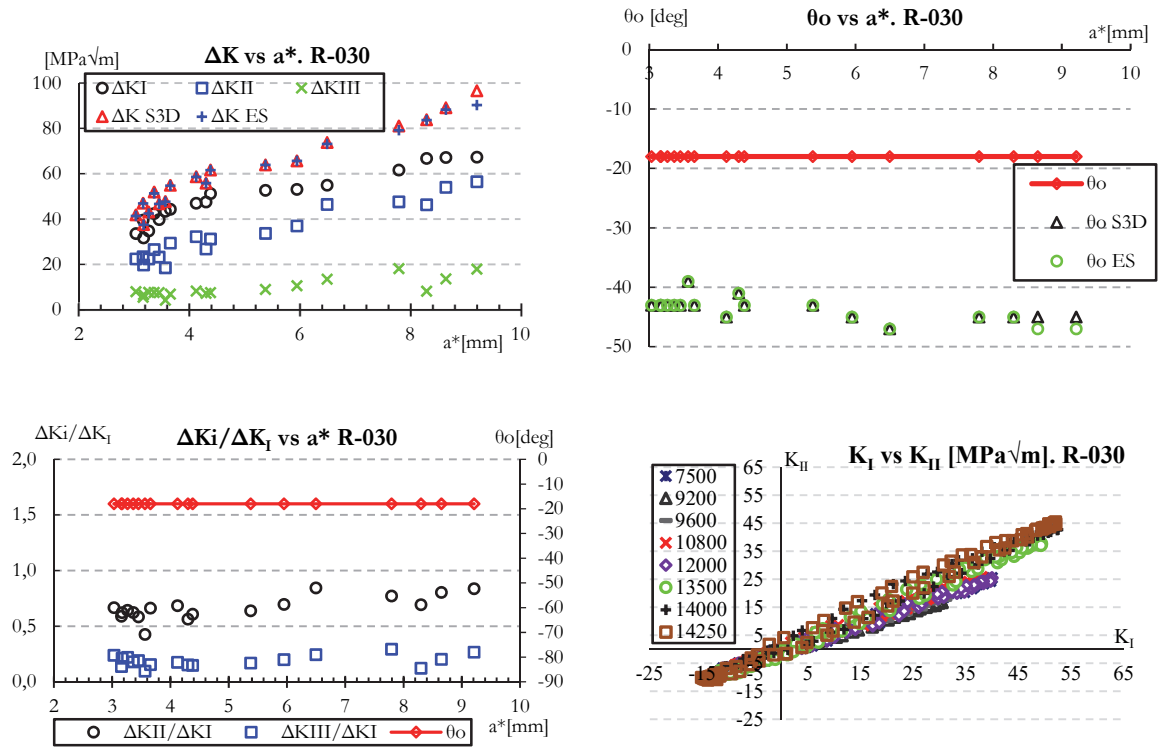 ΔK vs a*. R-030
[MPa√m]
ΔKI ΔKII ΔKIII
ΔK S3D ΔK ES
100
80
60
40
20
0
2 4 6 8 10
a*[mm]
θo [deg] θo vs a*. R-030
a*[mm]
0
3 4 5 6 7 8 9 10
-10
-20
-30
-40
-50
θo
θo S3D
θo ES
ΔKi/ΔK_I ΔKi/ΔK_I vs a* R-030 θo[deg]
2,0
1,5
1,0
0,5
0,0
0
-10
-20
-30
-40
-50
-60
-70
-80
-90
2 3 4 5 6 7 8 9 10
a*[mm]
ΔKII/ΔKI ΔKIII/ΔKI θo
K_II K_I vs K_II [MPa√m]. R-030
7500
9200
9600
10800
12000
13500
14000
14250
65
55
45
35
25
15
5
-5
-15
-25
K_I
-25 -15 -5 5 15 25 35 45 55 65